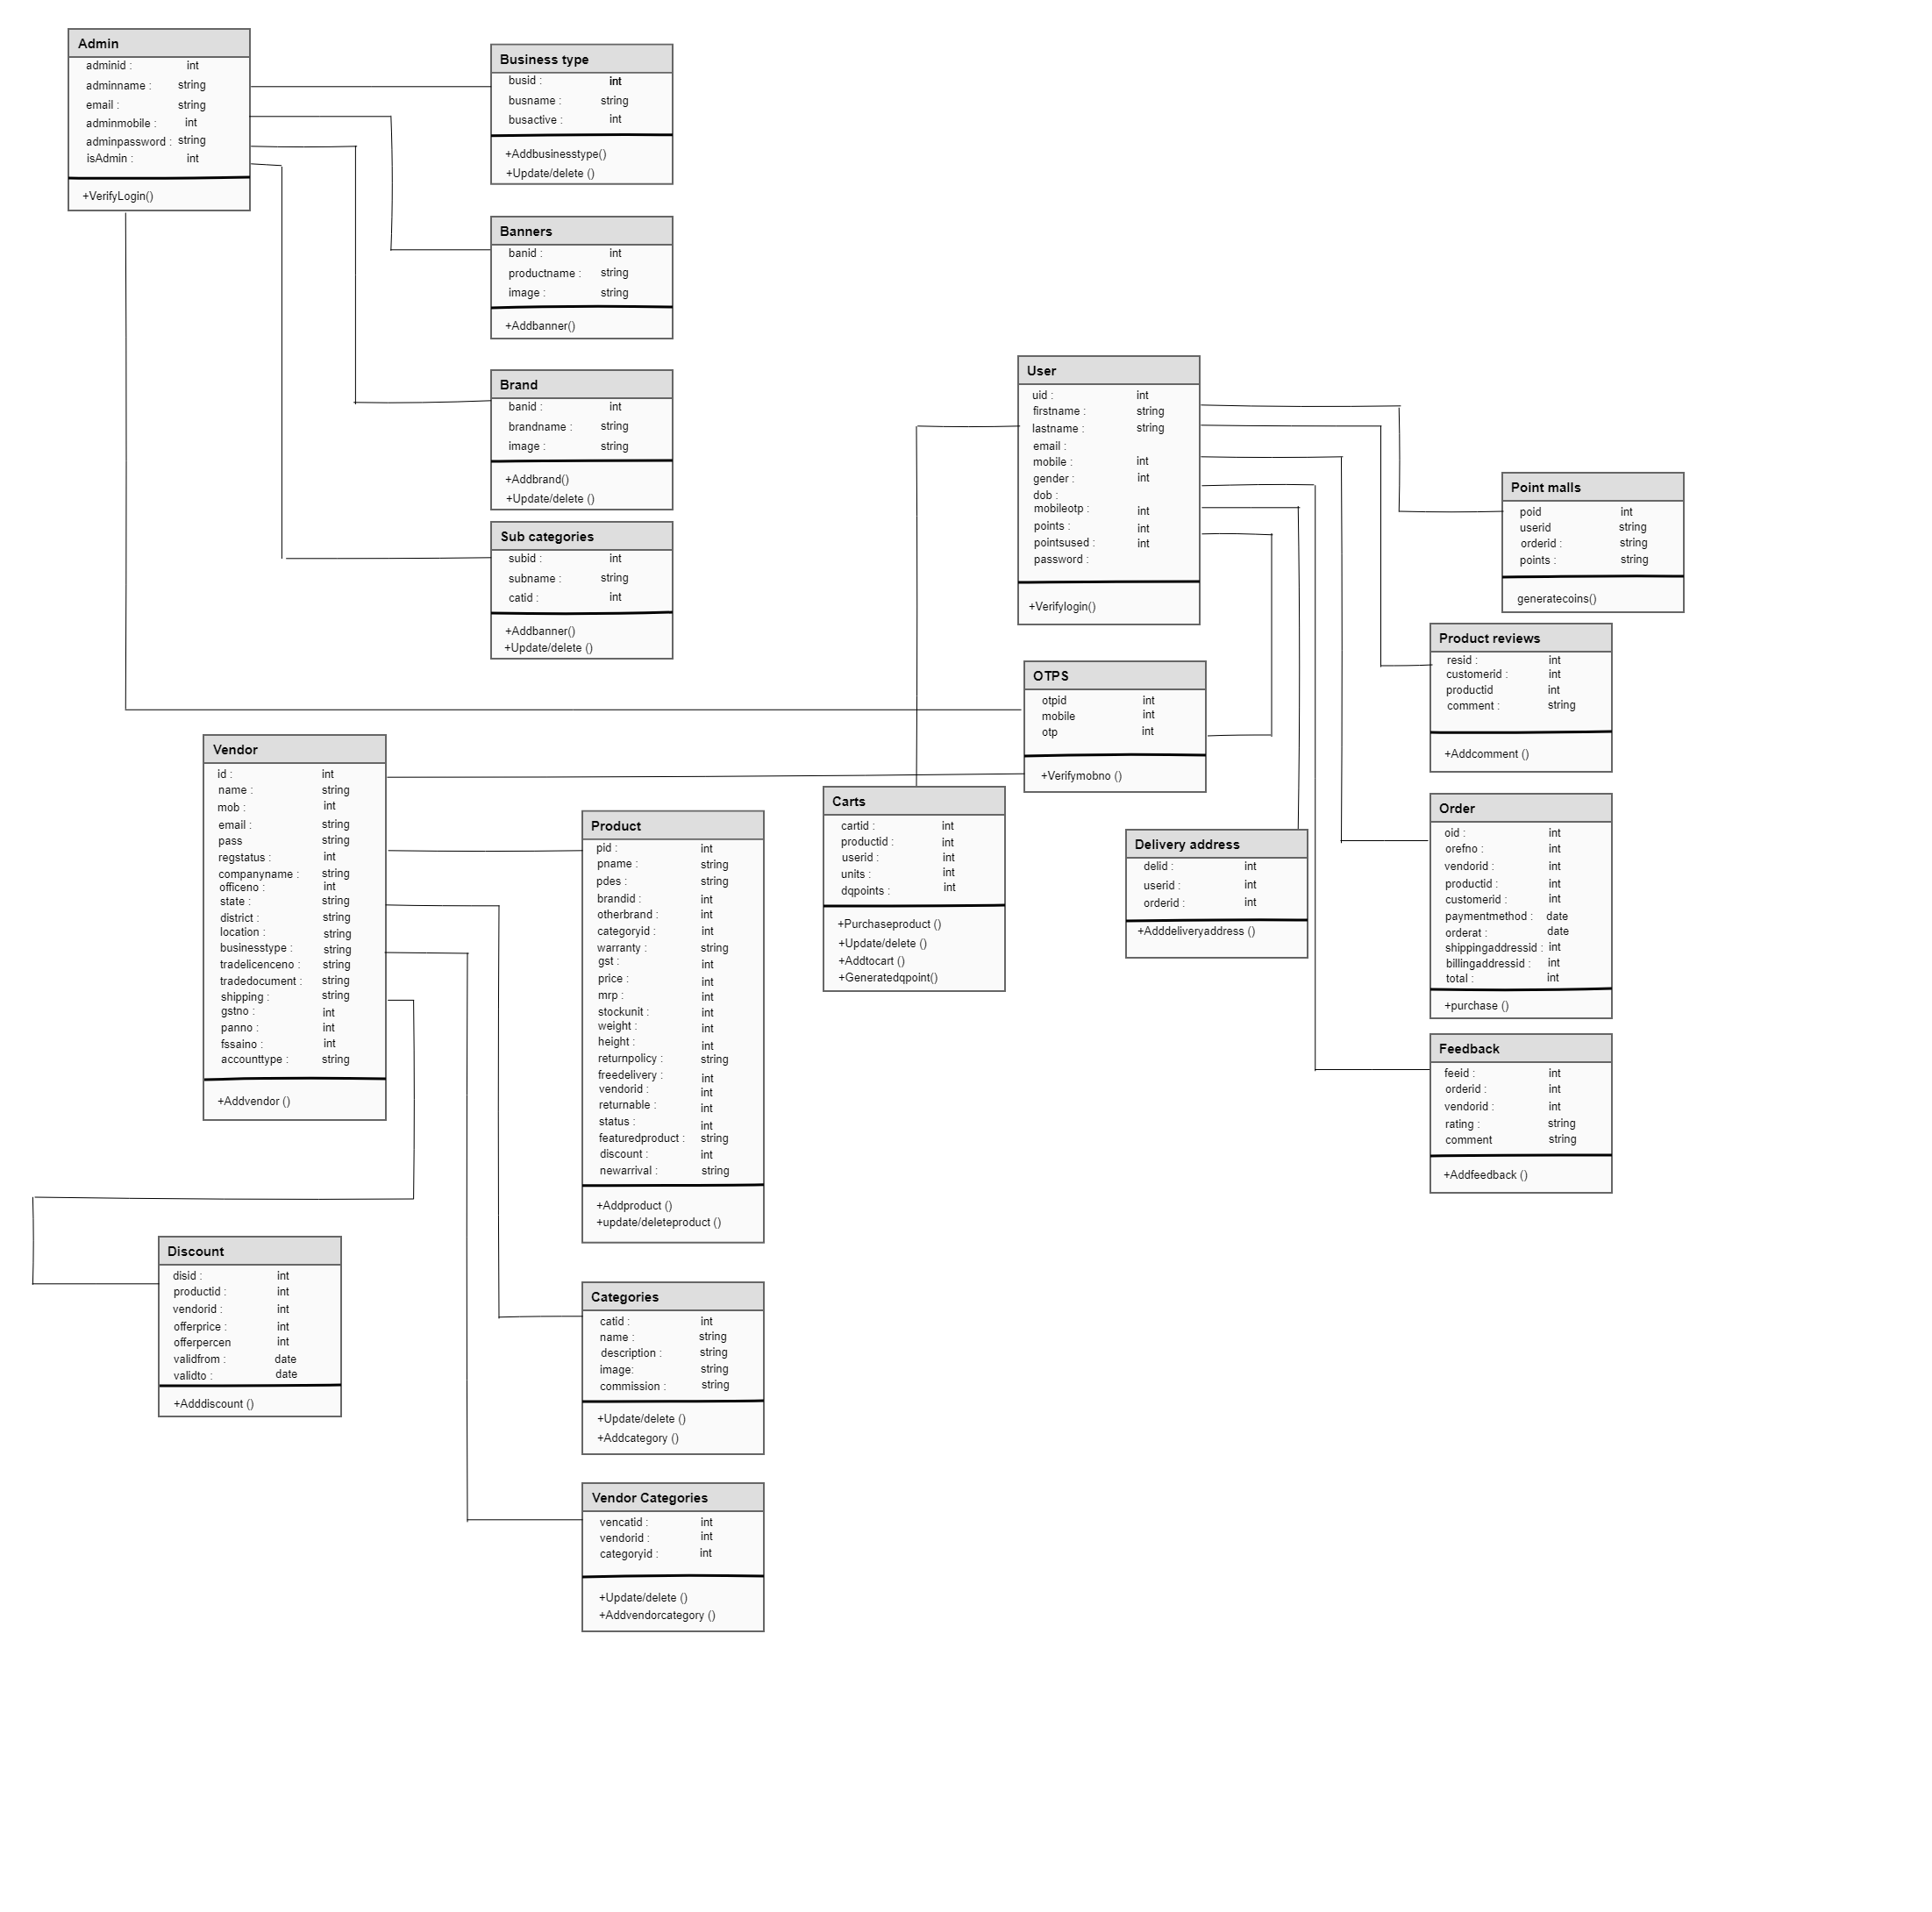 Admin
adminid : int
adminname : string
email : string
adminmobile : int
adminpassword : string
isAdmin : int
+VerifyLogin()
Business type
busid : int
busname : string
busactive : int
+Addbusinesstype()
+Update/delete ()
Banners
banid : int
productname : string
image : string
+Addbanner()
Brand
banid : int
brandname : string
image : string
+Addbrand()
+Update/delete ()
Sub categories
subid : int
subname : string
catid : int
+Addbanner()
+Update/delete ()
User
uid : int
firstname : string
lastname : string
email :
mobile : int
gender : int
dob :
mobileotp : int
points : int
pointsused : int
password :
+Verifylogin()
Point malls
poid int
userid string
orderid : string
points : string
generatecoins()
Product reviews
resid : int
customerid : int
productid int
comment : string
+Addcomment ()
OTPS
otpid int
mobile int
otp int
+Verifymobno ()
Vendor
id : int
name : string
mob : int
email : string
pass string
regstatus : int
companyname : string
officeno : int
state : string
district : string
location : string
businesstype : string
tradelicenceno : string
tradedocument : string
shipping : string
gstno : int
panno : int
fssaino : int
accounttype : string
+Addvendor ()
Product
pid : int
pname : string
pdes : string
brandid : int
otherbrand : int
categoryid : int
warranty : string
gst : int
price : int
mrp : int
stockunit : int
weight : int
height : int
returnpolicy : string
freedelivery : int
vendorid : int
returnable : int
status : int
featuredproduct : string
discount : int
newarrival : string
+Addproduct ()
+update/deleteproduct ()
Carts
cartid : int
productid : int
userid : int
units : int
dqpoints : int
+Purchaseproduct ()
+Update/delete ()
+Addtocart ()
+Generatedqpoint()
Delivery address
delid : int
userid : int
orderid : int
+Adddeliveryaddress ()
Order
oid : int
orefno : int
vendorid : int
productid : int
customerid : int
paymentmethod : date
orderat : date
shippingaddressid : int
billingaddressid : int
total : int
+purchase ()
Feedback
feeid : int
orderid : int
vendorid : int
rating : string
comment string
+Addfeedback ()
Discount
disid : int
productid : int
vendorid : int
offerprice : int
offerpercen int
validfrom : date
validto : date
+Adddiscount ()
Categories
catid : int
name : string
description : string
image: string
commission : string
+Update/delete ()
+Addcategory ()
Vendor Categories
vencatid : int
vendorid : int
categoryid : int
+Update/delete ()
+Addvendorcategory ()